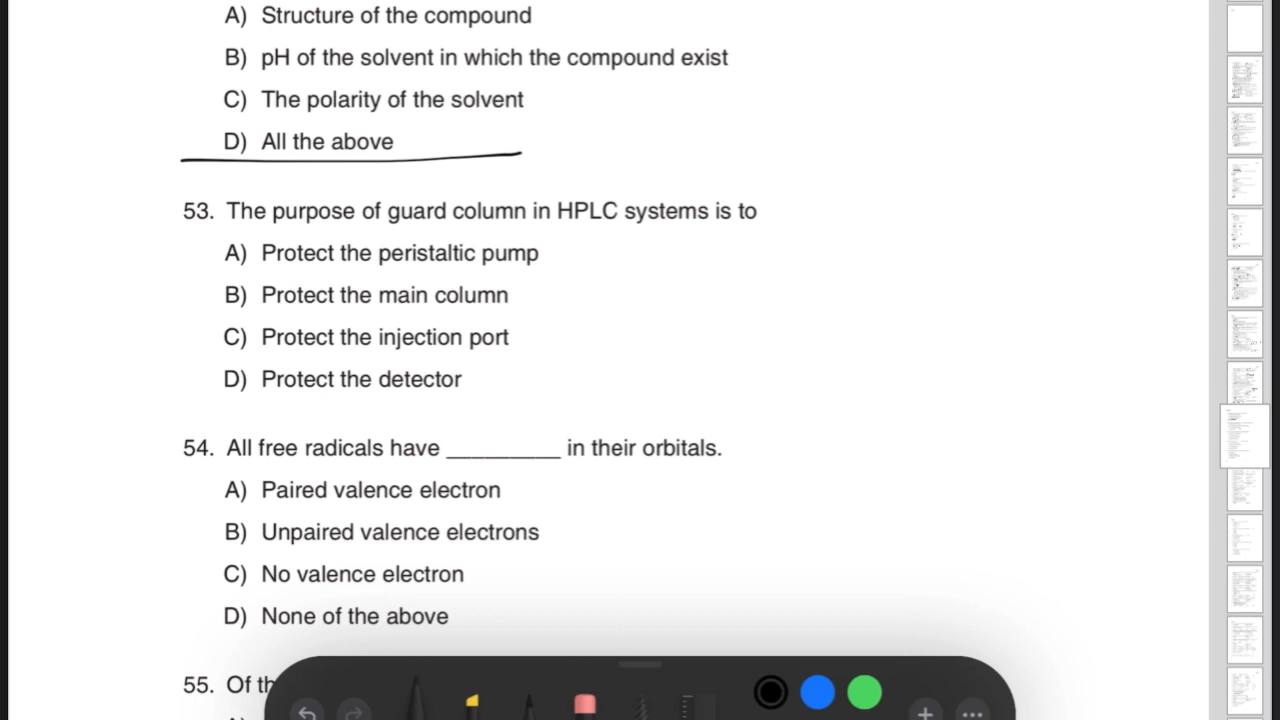 A) Structure of the compound
B) pH of the solvent in which the compound exist
C) The polarity of the solvent
D) All the above
53. The purpose of guard column in HPLC systems is to
A) Protect the peristaltic pump
B) Protect the main column
C) Protect the injection port
D) Protect the detector
54. All free radicals have __________ in their orbitals.
A) Paired valence electron
B) Unpaired valence electrons
C) No valence electron
D) None of the above
55. Of